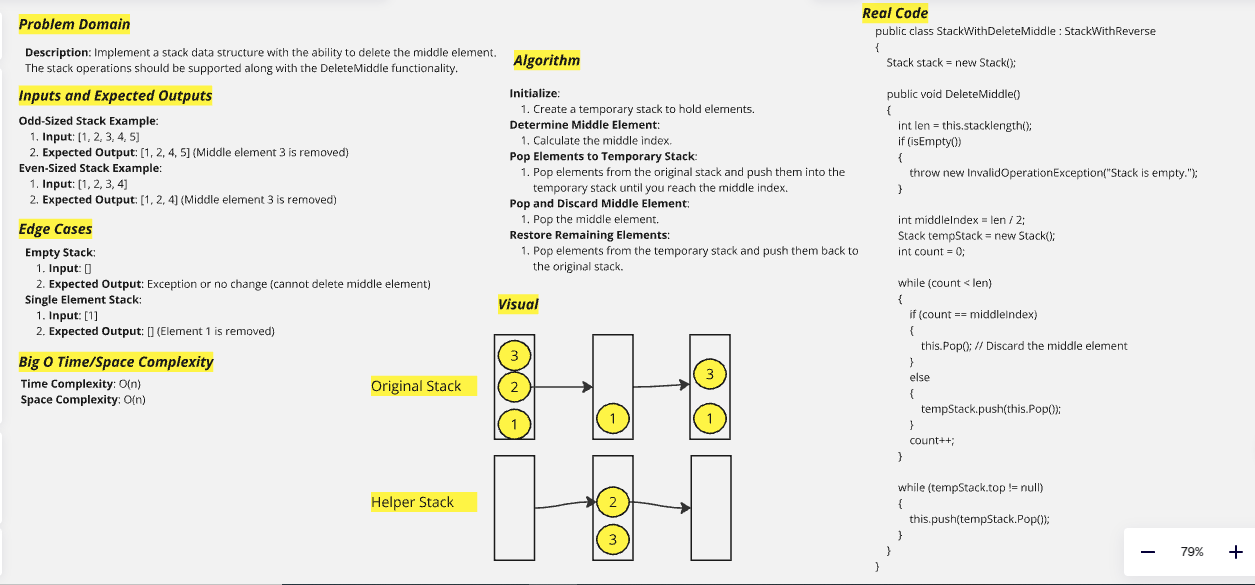 Problem Domain
Description: Implement a stack data structure with the ability to delete the middle element.
The stack operations should be supported along with the DeleteMiddle functionality.
Inputs and Expected Outputs
Odd-Sized Stack Example:
1. Input: [1, 2, 3, 4, 5]
2. Expected Output: [1, 2, 4, 5] (Middle element 3 is removed)
Even-Sized Stack Example:
1. Input: [1, 2, 3, 4]
2. Expected Output: [1, 2, 4] (Middle element 3 is removed)
Edge Cases
Empty Stack:
1. Input: []
2. Expected Output: Exception or no change (cannot delete middle element)
Single Element Stack:
1. Input: [1]
2. Expected Output: [] (Element 1 is removed)
Big O Time/Space Complexity
Time Complexity: O(n)
Space Complexity: O(n)
Algorithm
Initialize:
1. Create a temporary stack to hold elements.
Determine Middle Element:
1. Calculate the middle index.
Pop Elements to Temporary Stack:
1. Pop elements from the original stack and push them into the
temporary stack until you reach the middle index.
Pop and Discard Middle Element:
1. Pop the middle element.
Restore Remaining Elements:
1. Pop elements from the temporary stack and push them back to
the original stack.
Visual
Original Stack
3
2
1
1
3
1
Helper Stack
2
3
Real Code
public class StackWithDeleteMiddle : StackWithReverse
{
Stack stack = new Stack();
public void DeleteMiddle()
{
int len = this.stacklength();
if (isEmpty())
{
throw new InvalidOperationException("Stack is empty.");
}
int middleIndex = len / 2;
Stack tempStack = new Stack();
int count = 0;
while (count < len)
{
if (count == middleIndex)
{
this.Pop(); // Discard the middle element
}
else
{
tempStack.push(this.Pop());
}
count++;
}
while (tempStack.top != null)
{
this.push(tempStack.Pop());
}
}
}
79%